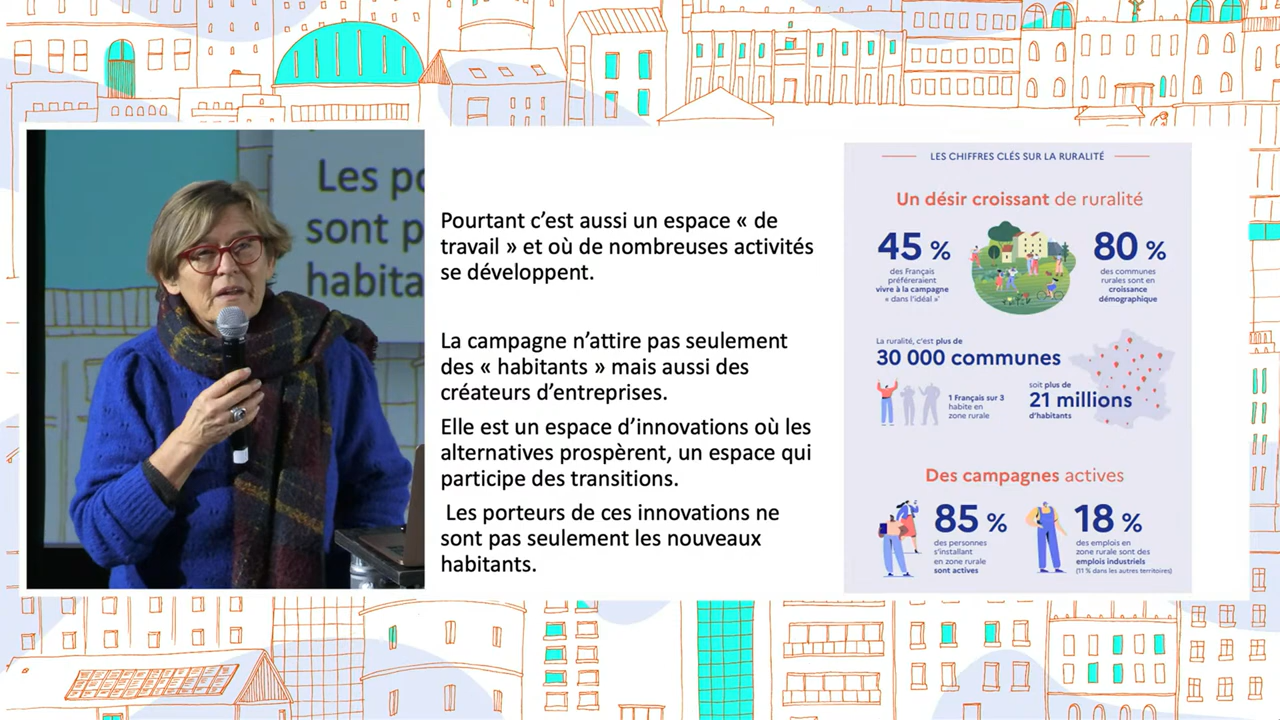 Les po
sont p
habita
Pourtant c’est aussi un espace « de
travail » et où de nombreuses activités
se développent.
La campagne n’attire pas seulement
des « habitants » mais aussi des
créateurs d’entreprises.
Elle est un espace d’innovations où les
alternatives prospèrent, un espace qui
participe des transitions.
Les porteurs de ces innovations ne
sont pas seulement les nouveaux
habitants.
LES CHIFFRES CLÉS SUR LA RURALITÉ
Un désir croissant de ruralité
45 %
des Français
préféreraient
vivre à la campagne
« dans l’idéal »*
80 %
des communes
rurales sont en
croissance
démographique
La ruralité, c’est plus de
30 000 communes
1 Français sur 3
habite en
zone rurale
soit plus de
21 millions
d’habitants
Des campagnes actives
85 %
des personnes
s’installant
en zone rurale
sont actives
18 %
des emplois en
zone rurale sont des
emplois industriels
(11 % dans les autres territoires)